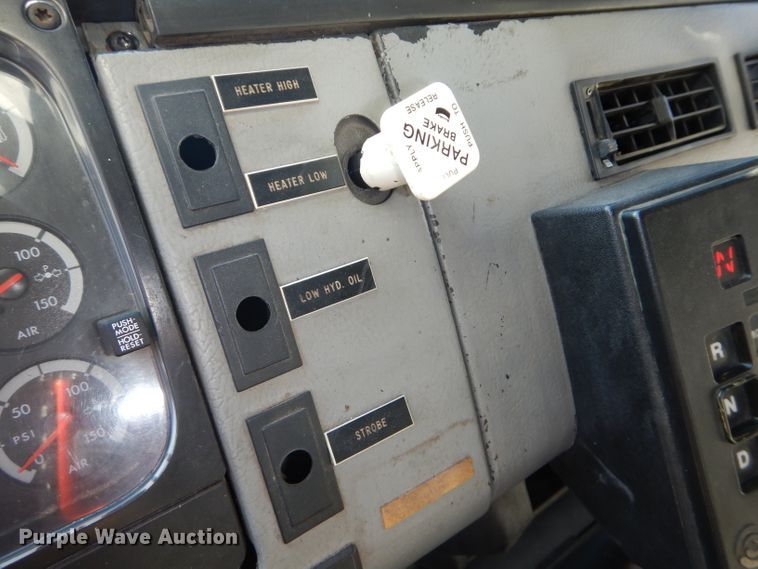 HEATER HIGH
HEATER LOW
PULL
APPLY
PARKING
BRAKE
PUSH TO
RELEASE
LOW HYD. OIL
STROBE
100
150
AIR
P
PUSH-
MODE
HOLD-
RESET
50
100
150
PSI
0
AIR
N
R
N
D
Purple Wave Auction